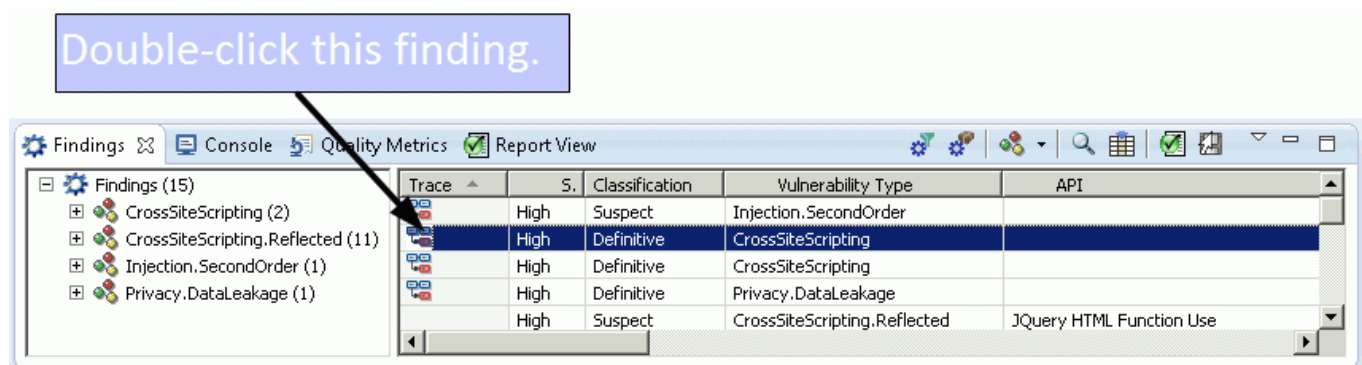 Double-click this finding.
Findings Console Quality Metrics Report View
Findings (15)
CrossSiteScripting (2)
CrossSiteScripting.Reflected (11)
Injection.SecondOrder (1)
Privacy.DataLeakage (1)
Trace S. Classification Vulnerability Type API
High Suspect Injection.SecondOrder
High Definitive CrossSiteScripting
High Definitive CrossSiteScripting
High Definitive Privacy.DataLeakage
High Suspect CrossSiteScripting.Reflected JQuery HTML Function Use